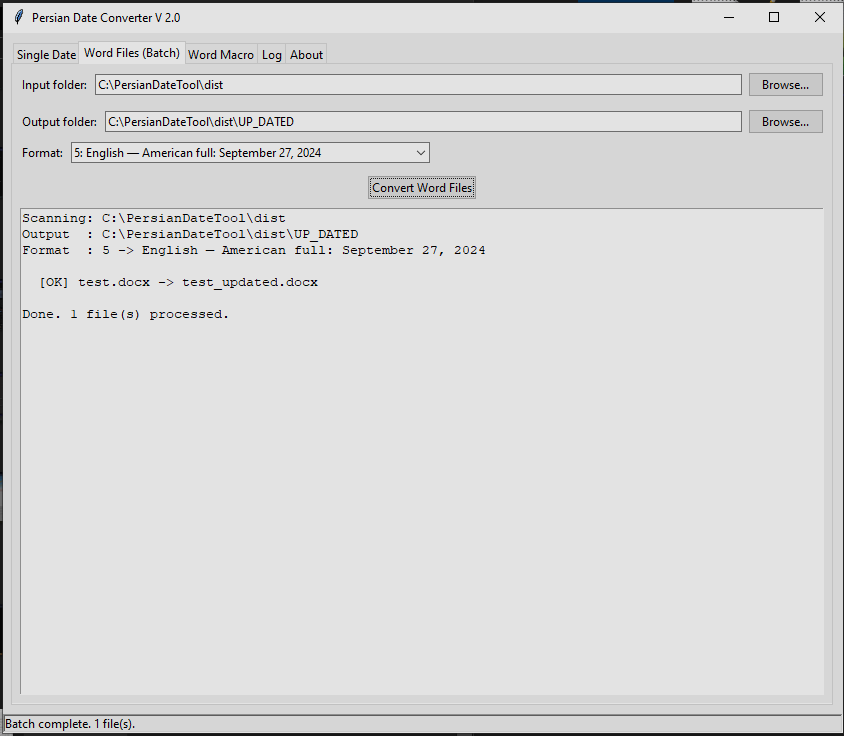 Persian Date Converter V 2.0
Single Date Word Files (Batch) Word Macro Log About
Input folder: C:\PersianDateTool\dist Browse...
Output folder: C:\PersianDateTool\dist\UP_DATED Browse...
Format: 5: English — American full: September 27, 2024
Convert Word Files
Scanning: C:\PersianDateTool\dist
Output  : C:\PersianDateTool\dist\UP_DATED
Format  : 5 -> English — American full: September 27, 2024
[OK] test.docx -> test_updated.docx
Done. 1 file(s) processed.
Batch complete. 1 file(s).